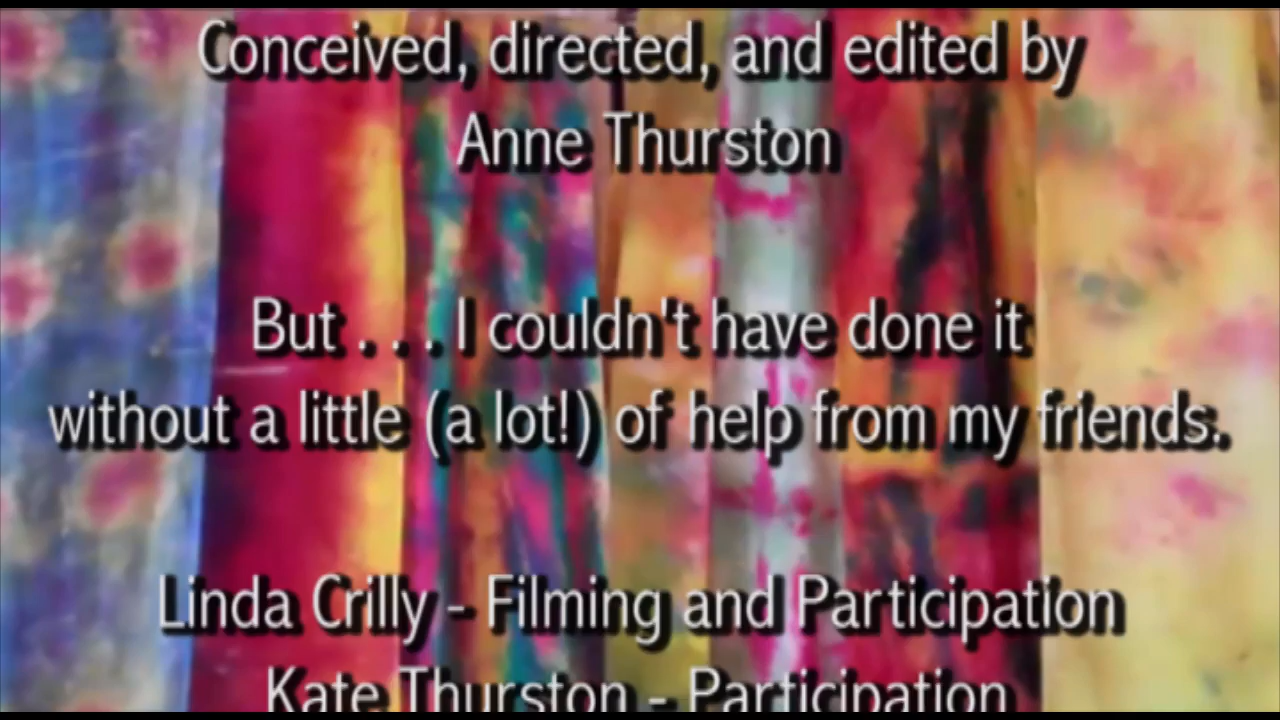 Conceived, directed, and edited by
Anne Thurston
But . . . I couldn't have done it
without a little (a lot!) of help from my friends.
Linda Crilly - Filming and Participation
Kate Thurston - Participation